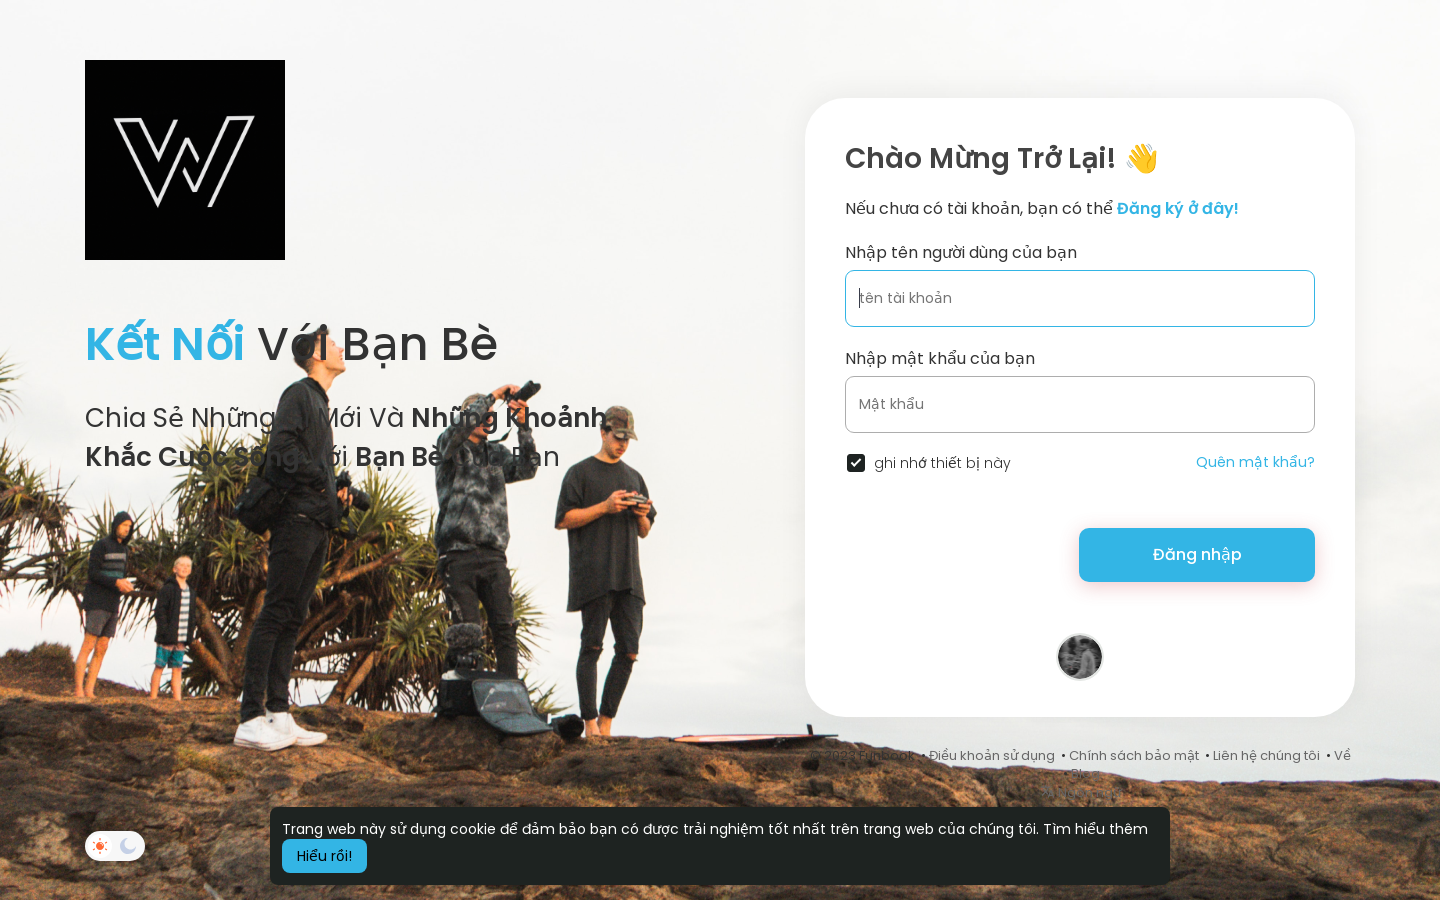 W
Kết Nối Với Bạn Bè
Chia Sẻ Những Mới Và Những Khoảnh
Khắc Cuộc Sống Với Bạn Bè Của Bạn
Chào Mừng Trở Lại! 👋
Nếu chưa có tài khoản, bạn có thể Đăng ký ở đây!
Nhập tên người dùng của bạn
tên tài khoản
Nhập mật khẩu của bạn
Mật khẩu
ghi nhớ thiết bị này
Quên mật khẩu?
Đăng nhập
© 2023 Funbook • Điều khoản sử dụng • Chính sách bảo mật • Liên hệ chúng tôi • Về
Blog
Trang web này sử dụng cookie để đảm bảo bạn có được trải nghiệm tốt nhất trên trang web của chúng tôi. Tìm hiểu thêm
Hiểu rồi!